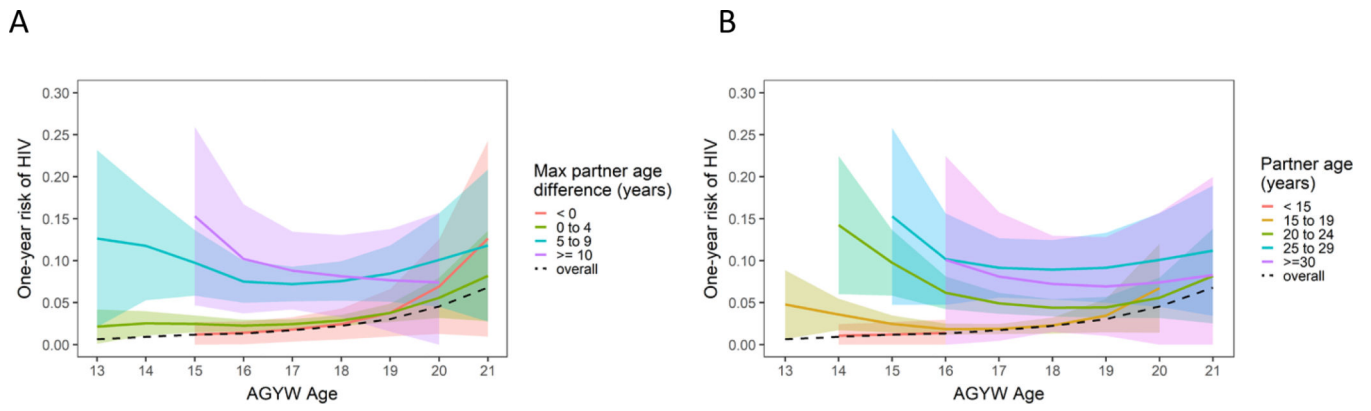 A
One-year risk of HIV
0.30
0.25
0.20
0.15
0.10
0.05
0.00
13 14 15 16 17 18 19 20 21
AGYW Age
Max partner age
difference (years)
< 0
0 to 4
5 to 9
>= 10
overall
B
One-year risk of HIV
0.30
0.25
0.20
0.15
0.10
0.05
0.00
13 14 15 16 17 18 19 20 21
AGYW Age
Partner age
(years)
< 15
15 to 19
20 to 24
25 to 29
>=30
overall